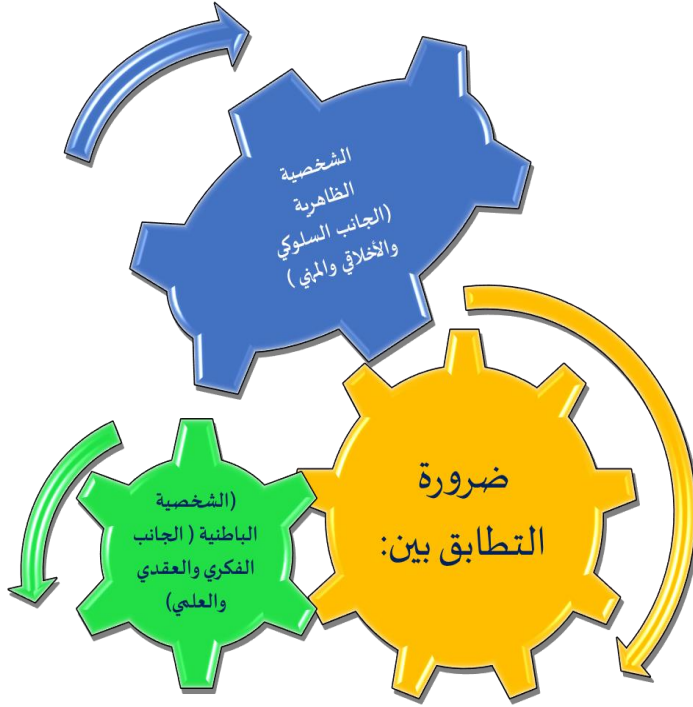 ضرورة
التطابق بين:
الشخصية
الظاهرية
(الجانب السلوكي
والأخلاقي والمهني )
(الشخصية
الباطنية ( الجانب
الفكري والعقدي
والعلمي)